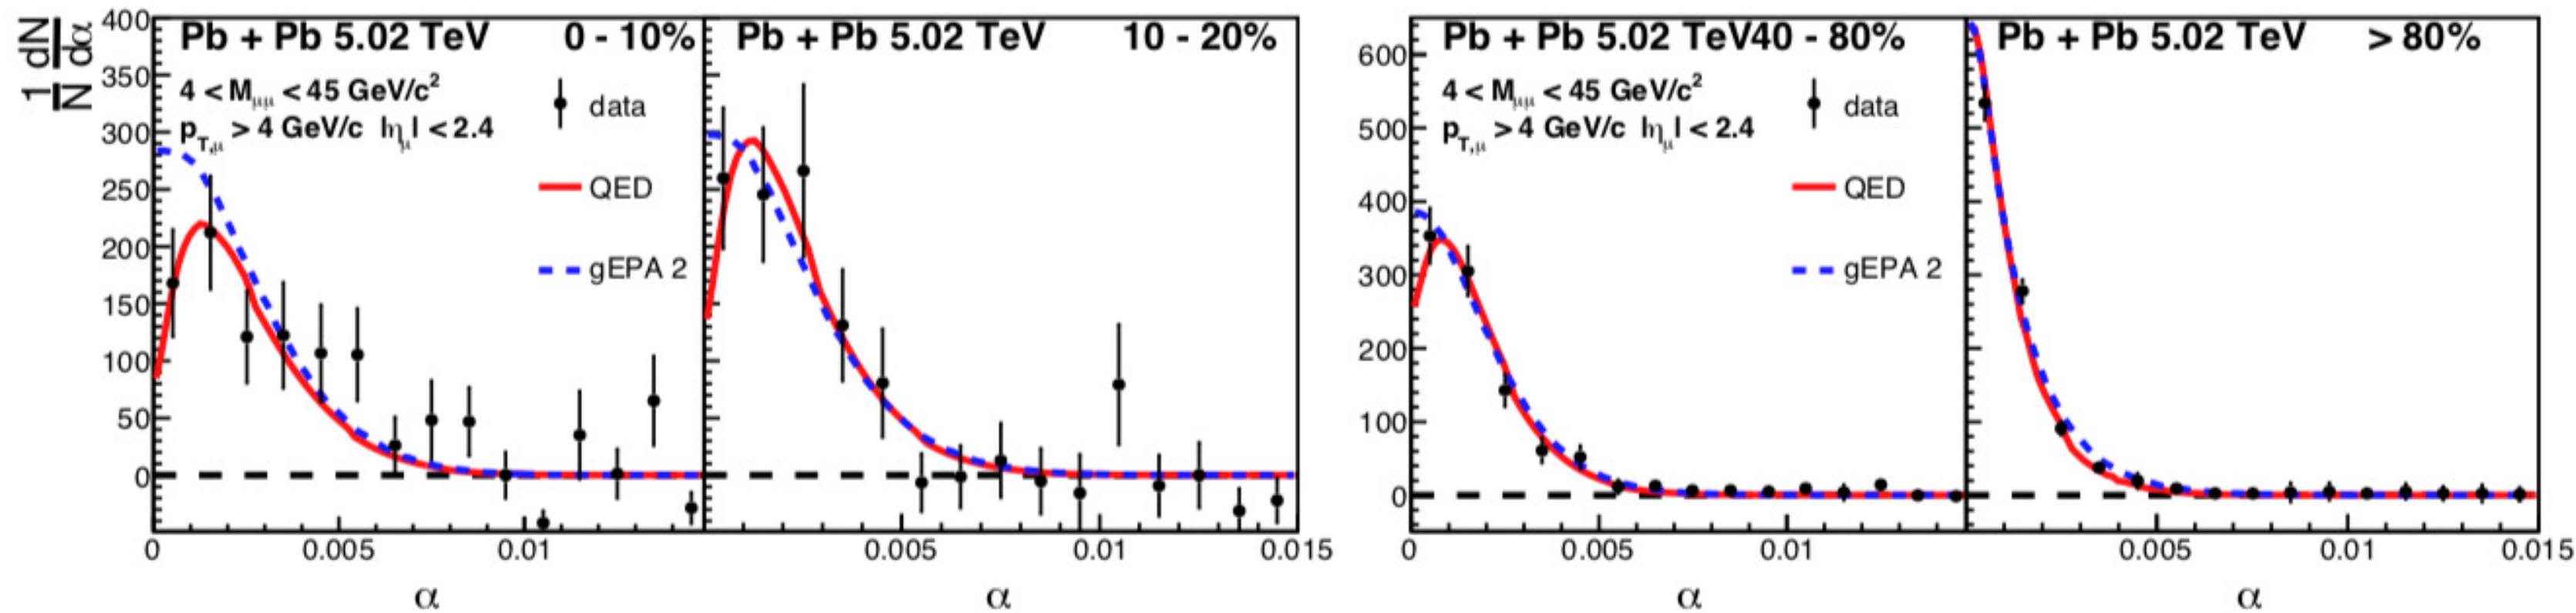 1 dN
N dα
400
350
300
250
200
150
100
50
0
Pb + Pb 5.02 TeV 0 - 10%
4 < Mμμ < 45 GeV/c²
pT,μ > 4 GeV/c |ημ| < 2.4
data
QED
gEPA 2
0 0.005 0.01
α
Pb + Pb 5.02 TeV 10 - 20%
0.005 0.01 0.015
α
600
500
400
300
200
100
0
Pb + Pb 5.02 TeV40 - 80%
4 < Mμμ < 45 GeV/c²
pT,μ > 4 GeV/c |ημ| < 2.4
data
QED
gEPA 2
0 0.005 0.01
α
Pb + Pb 5.02 TeV > 80%
0.005 0.01 0.015
α